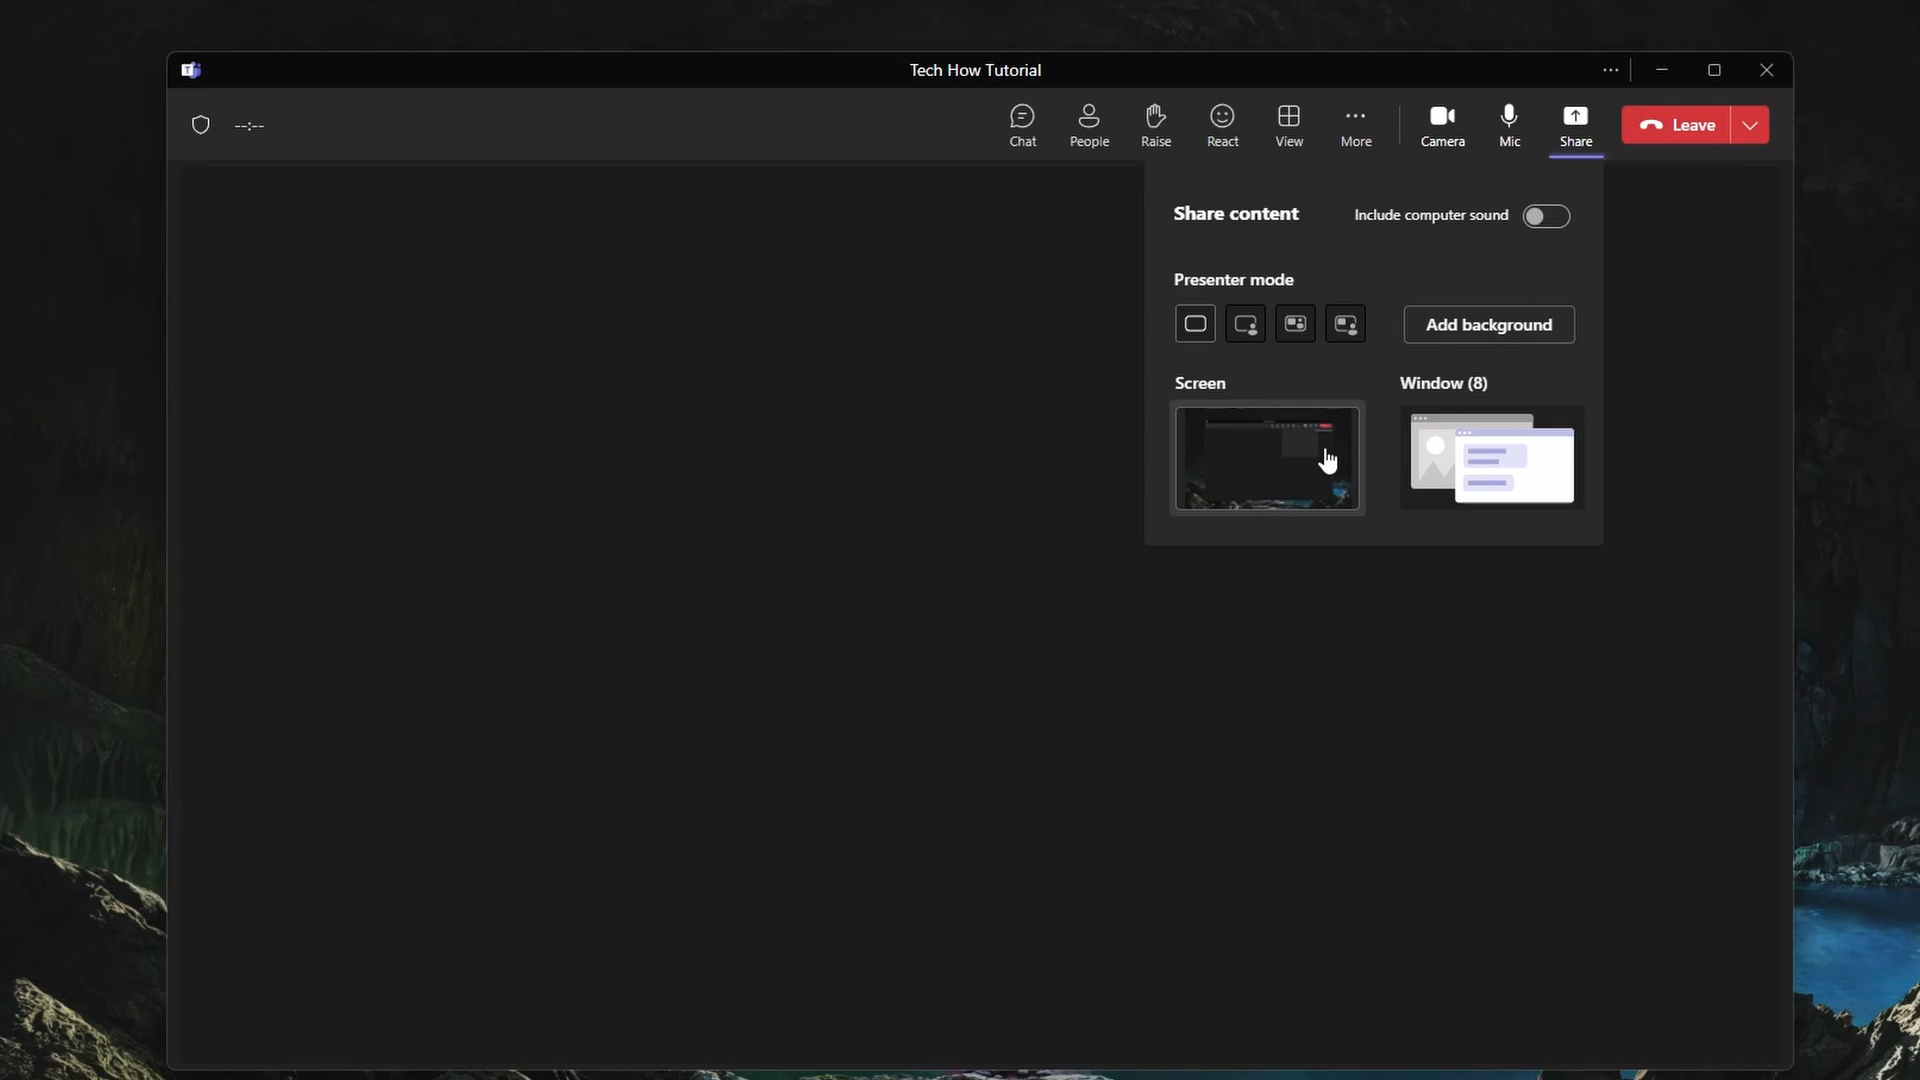 Tech How Tutorial
--:--
Chat
People
Raise
React
View
More
Camera
Mic
Share
Leave
Share content
Include computer sound
Presenter mode
Add background
Screen
Window (8)